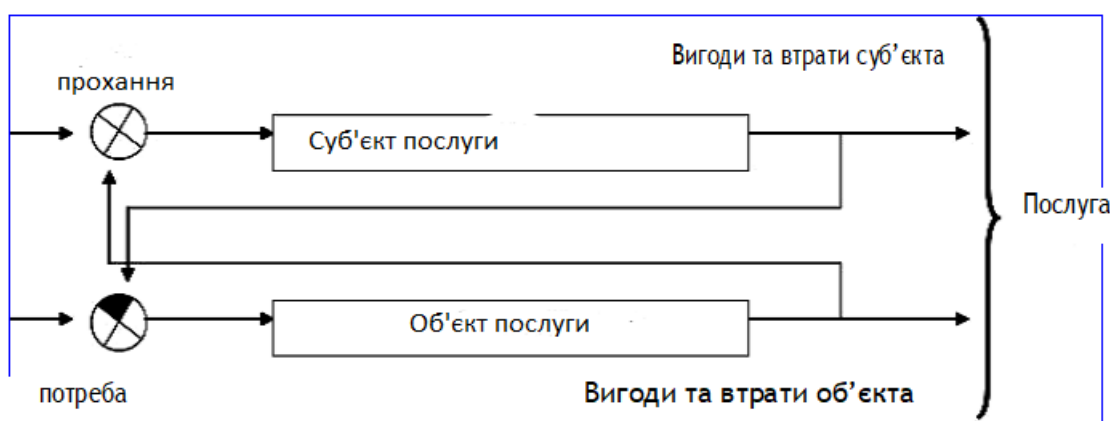 Вигоди та втрати суб’єкта
прохання
Суб'єкт послуги
Послуга
Об'єкт послуги
потреба
Вигоди та втрати об’єкта